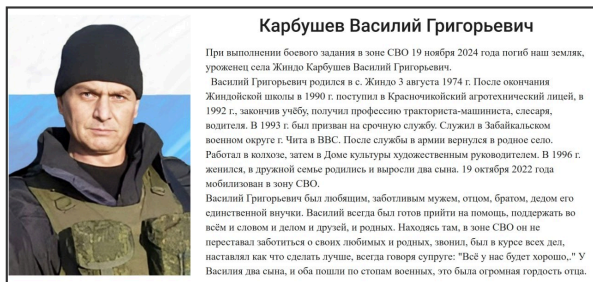 Карбушев Василий Григорьевич
При выполнении боевого задания в зоне СВО 19 ноября 2024 года погиб наш земляк,
уроженец села Жиндо Карбушев Василий Григорьевич.
Василий Григорьевич родился в с. Жиндо 3 августа 1974 г. После окончания
Жиндойской школы в 1990 г. поступил в Красночикойский агротехнический лицей, в
1992 г., закончив учёбу, получил профессию тракториста-машиниста, слесаря,
водителя. В 1993 г. был призван на срочную службу. Служил в Забайкальском
военном округе г. Чита в ВВС. После службы в армии вернулся в родное село.
Работал в колхозе, затем в Доме культуры художественным руководителем. В 1996 г.
женился, в дружной семье родились и выросли два сына. 19 октября 2022 года
мобилизован в зону СВО.
Василий Григорьевич был любящим, заботливым мужем, отцом, братом, дедом его
единственной внучки. Василий всегда был готов прийти на помощь, поддержать во
всём и словом и делом и друзей, и родных. Находясь там, в зоне СВО он не
переставал заботиться о своих любимых и родных, звонил, был в курсе всех дел,
наставлял как что сделать лучше, всегда говоря супруге: "Всё у нас будет хорошо,." У
Василия два сына, и оба пошли по стопам военных, это была огромная гордость отца.